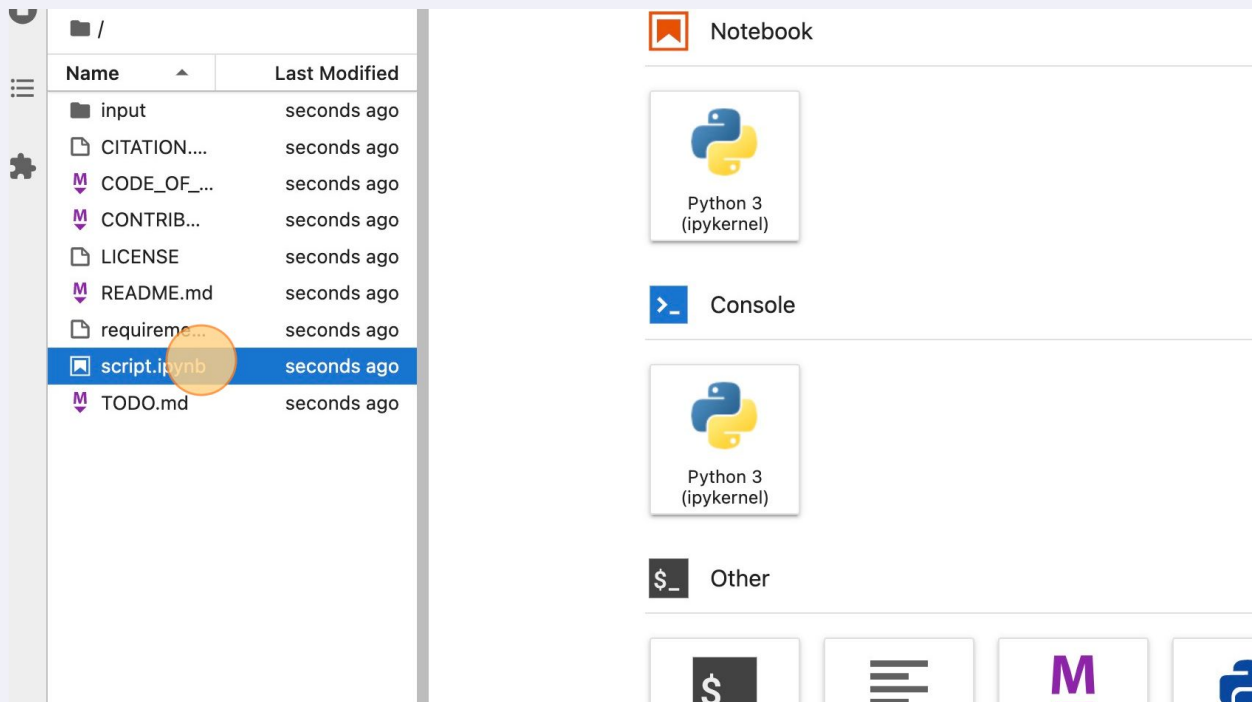 /
Name Last Modified
input seconds ago
CITATION.... seconds ago
CODE_OF_... seconds ago
CONTRIB... seconds ago
LICENSE seconds ago
README.md seconds ago
requireme... seconds ago
script.ipynb seconds ago
TODO.md seconds ago
Notebook
Python 3
(ipykernel)
>_ Console
Python 3
(ipykernel)
$_ Other
$
M